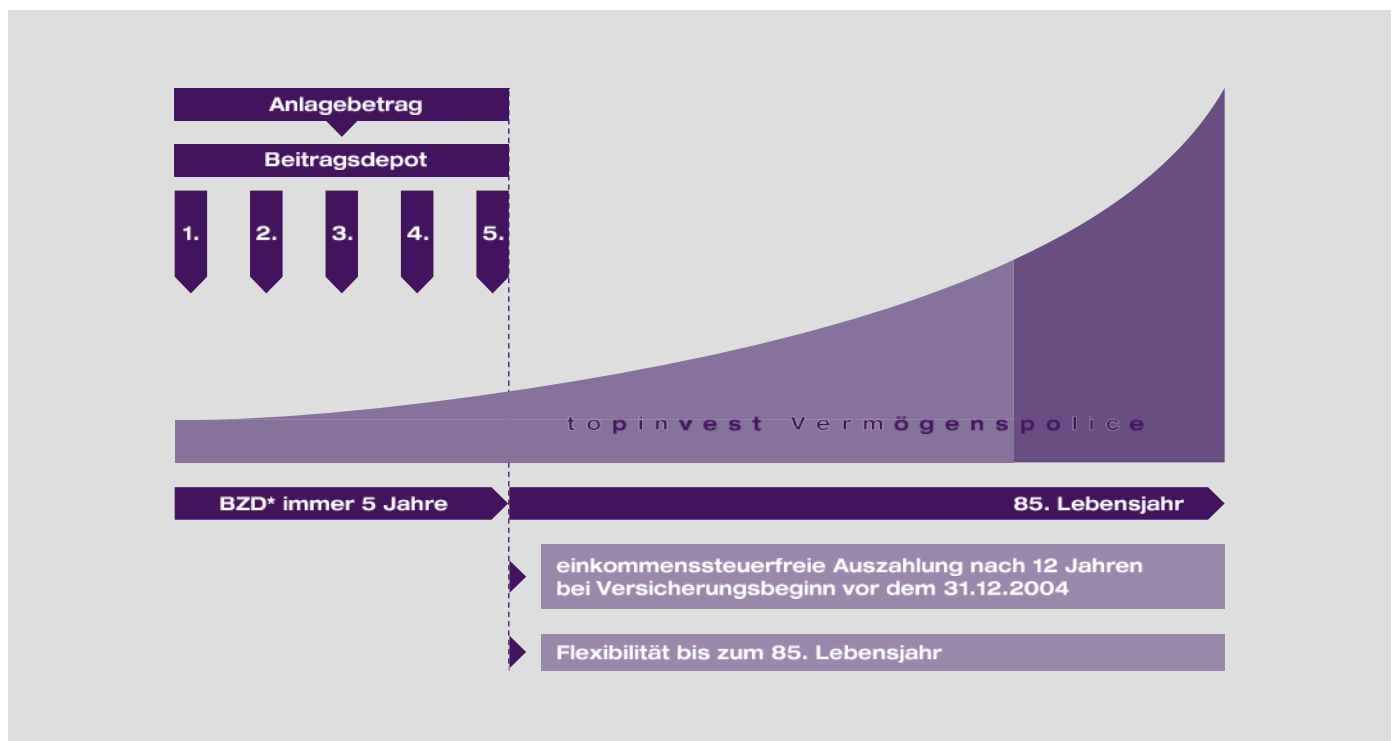 Anlagebetrag
Beitragsdepot
1. 2. 3. 4. 5.
topinvest Vermögenspolice
BZD* immer 5 Jahre
85. Lebensjahr
einkommenssteuerfreie Auszahlung nach 12 Jahren
bei Versicherungsbeginn vor dem 31.12.2004
Flexibilität bis zum 85. Lebensjahr